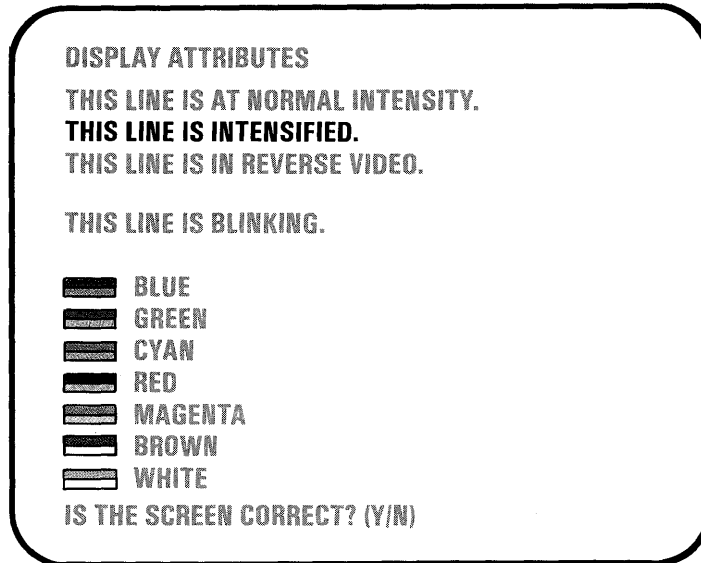 DISPLAY ATTRIBUTES
THIS LINE IS AT NORMAL INTENSITY.
THIS LINE IS INTENSIFIED.
THIS LINE IS IN REVERSE VIDEO.
THIS LINE IS BLINKING.
BLUE
GREEN
CYAN
RED
MAGENTA
BROWN
WHITE
IS THE SCREEN CORRECT? (Y/N)